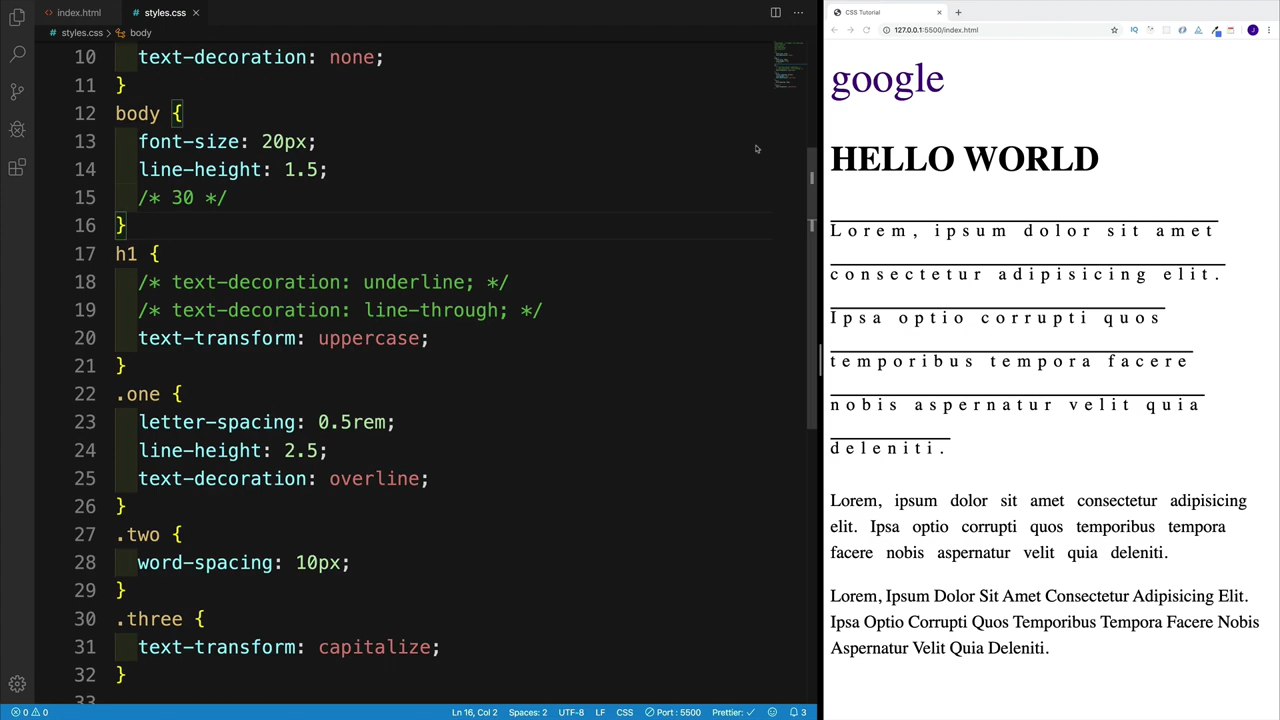 index.html
styles.css
styles.css > body
10 text-decoration: none;
11 }
12 body {
13 font-size: 20px;
14 line-height: 1.5;
15 /* 30 */
16 }
17 h1 {
18 /* text-decoration: underline; */
19 /* text-decoration: line-through; */
20 text-transform: uppercase;
21 }
22 .one {
23 letter-spacing: 0.5rem;
24 line-height: 2.5;
25 text-decoration: overline;
26 }
27 .two {
28 word-spacing: 10px;
29 }
30 .three {
31 text-transform: capitalize;
32 }
33
0 0
Ln 16, Col 2
Spaces: 2
UTF-8
LF
CSS
Port : 5500
Prettier: ✓
3
CSS Tutorial
127.0.0.1:5500/index.html
J
google
HELLO WORLD
Lorem, ipsum dolor sit amet
consectetur adipisicing elit.
Ipsa optio corrupti quos
temporibus tempora facere
nobis aspernatur velit quia
deleniti.
Lorem, ipsum dolor sit amet consectetur adipisicing
elit. Ipsa optio corrupti quos temporibus tempora
facere nobis aspernatur velit quia deleniti.
Lorem, Ipsum Dolor Sit Amet Consectetur Adipisicing Elit.
Ipsa Optio Corrupti Quos Temporibus Tempora Facere Nobis
Aspernatur Velit Quia Deleniti.